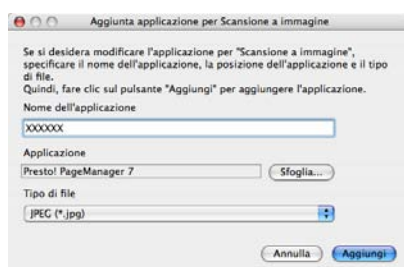 Aggiunta applicazione per Scansione a immagine
Se si desidera modificare l'applicazione per "Scansione a immagine",
specificare il nome dell'applicazione, la posizione dell'applicazione e il tipo
di file.
Quindi, fare clic sul pulsante "Aggiungi" per aggiungere l'applicazione.
Nome dell'applicazione
XXXXXX
Applicazione
Presto! PageManager 7
Sfoglia...
Tipo di file
JPEG (*.jpg)
Annulla
Aggiungi